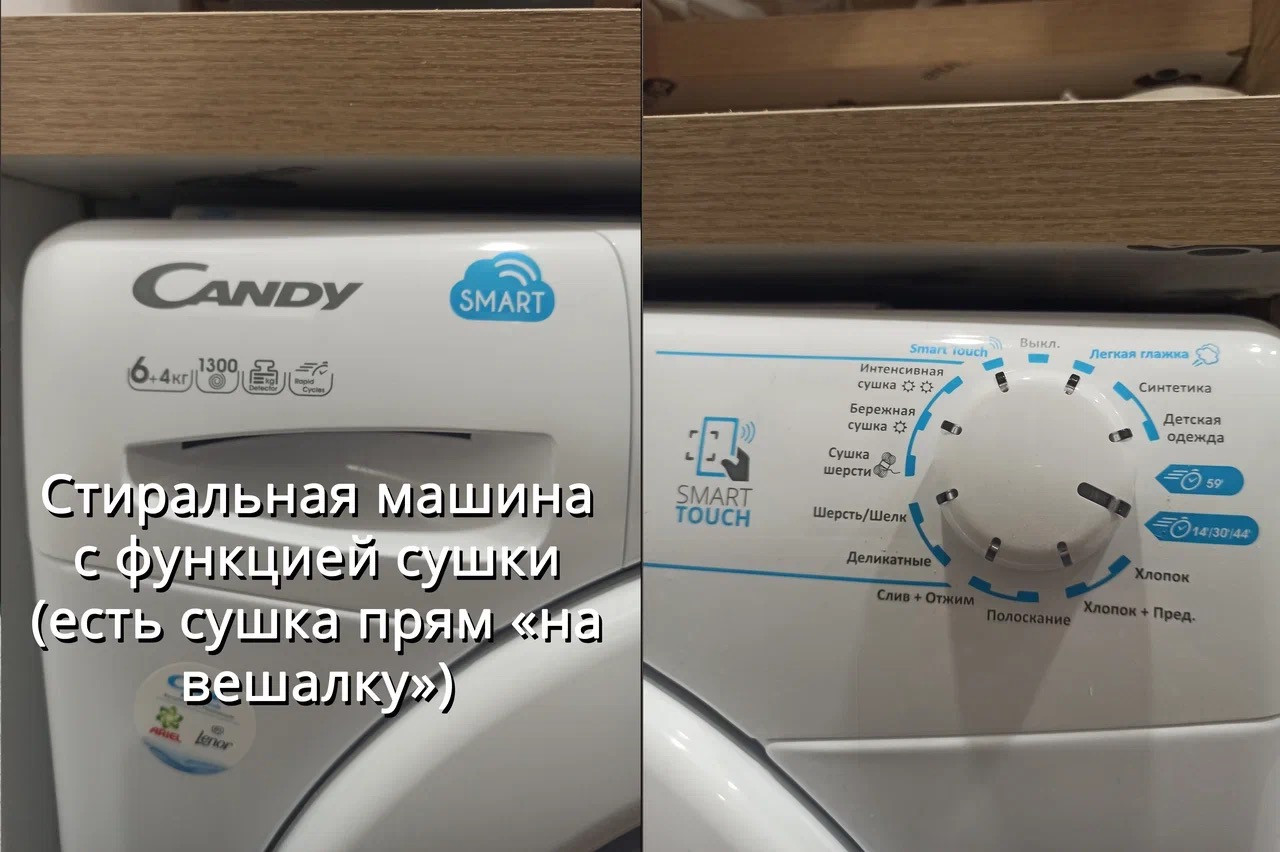 CANDY
SMART
6+4кг
1300
kg
Detector
Rapid
Cycles
Стиральная машина
с функцией сушки
(есть сушка прям «на
вешалку»)
ARIEL
Lenor
Smart Touch
Выкл.
Легкая глажка
Интенсивная
сушка
Синтетика
Бережная
сушка
Детская
одежда
Сушка
шерсти
59'
SMART
TOUCH
Шерсть/Шелк
14'/30'/44'
Деликатные
Хлопок
Слив + Отжим
Хлопок + Пред.
Полоскание